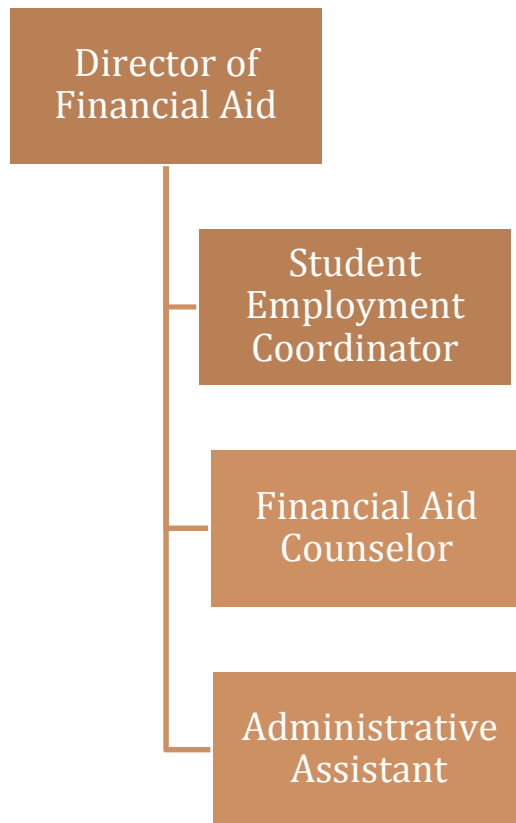 Director of
Financial Aid
Student
Employment
Coordinator
Financial Aid
Counselor
Administrative
Assistant